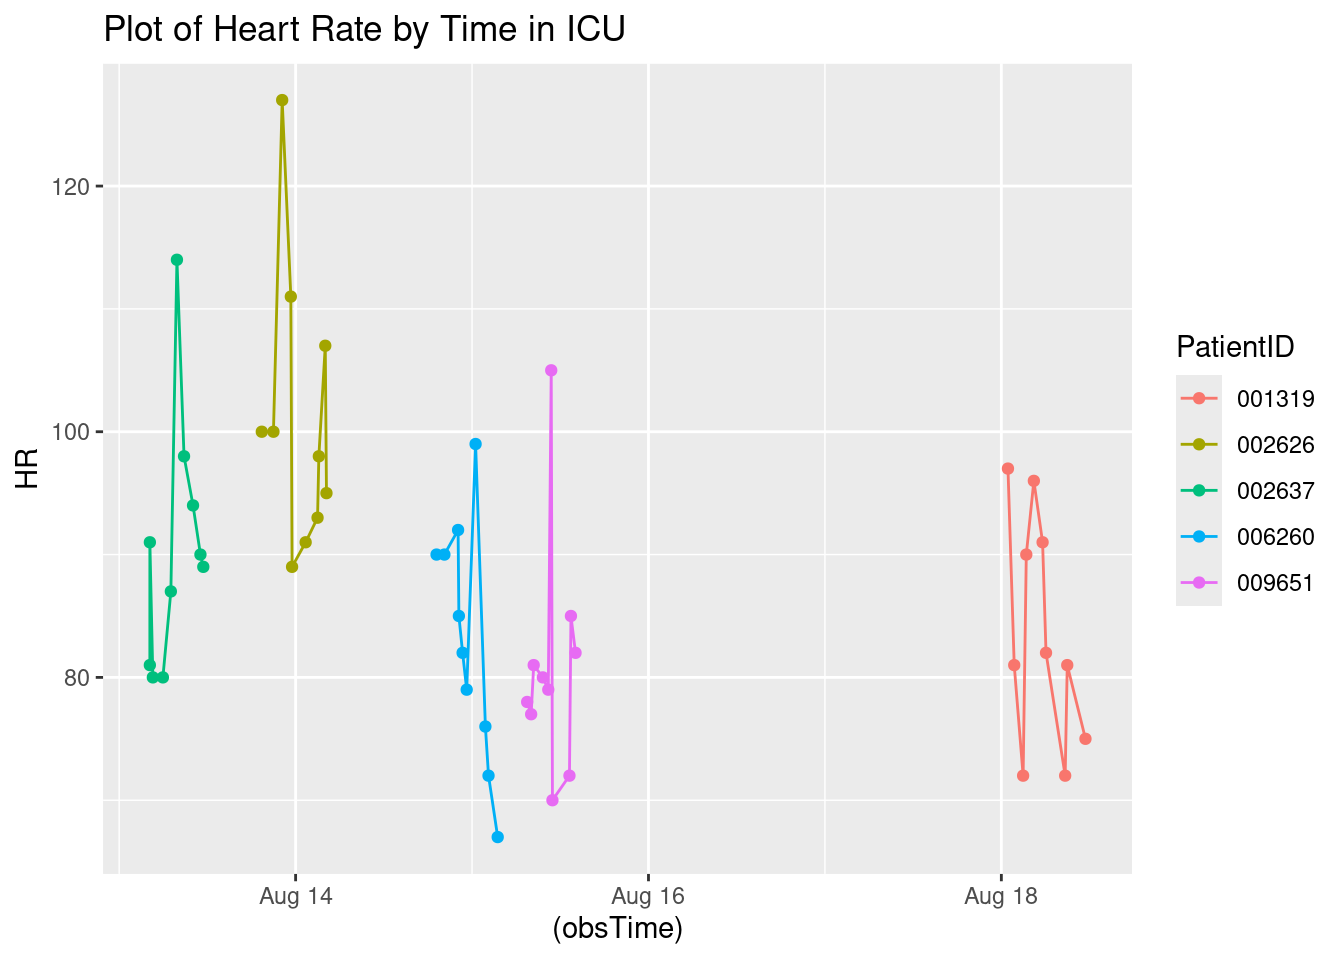 Plot of Heart Rate by Time in ICU
120
100
80
HR
Aug 14
Aug 16
Aug 18
(obsTime)
PatientID
001319
002626
002637
006260
009651